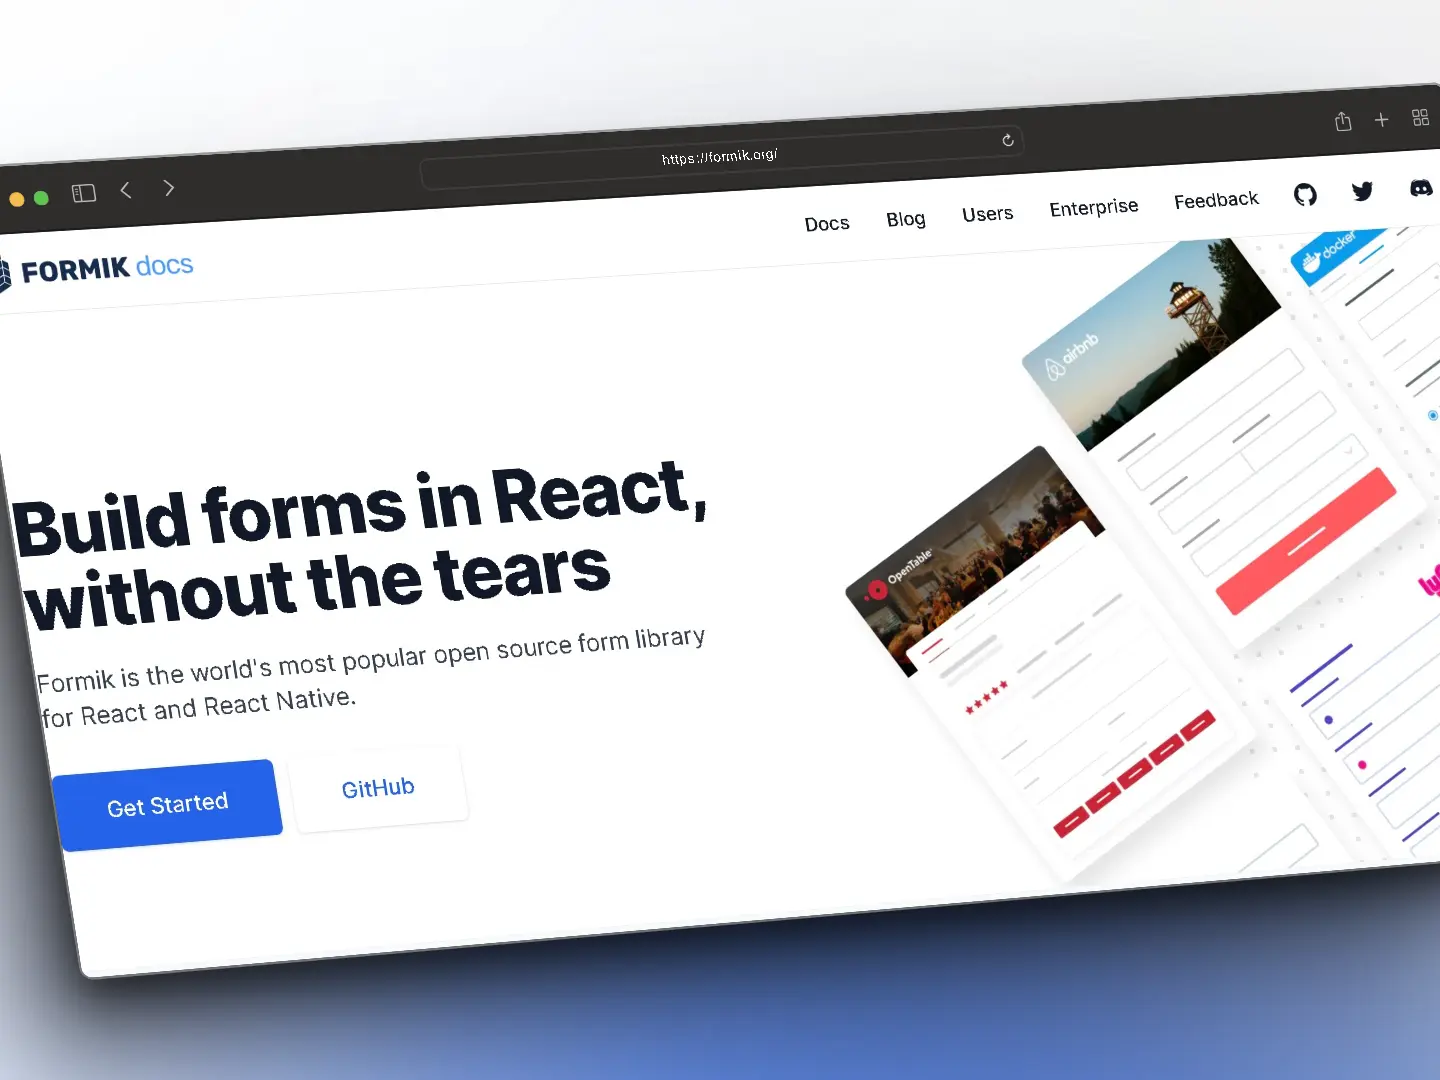 https://formik.org/
Docs Blog Users Enterprise Feedback
FORMIK docs
docker
airbnb
Build forms in React,
without the tears
OpenTable
Formik is the world's most popular open source form library
for React and React Native.
Get Started GitHub